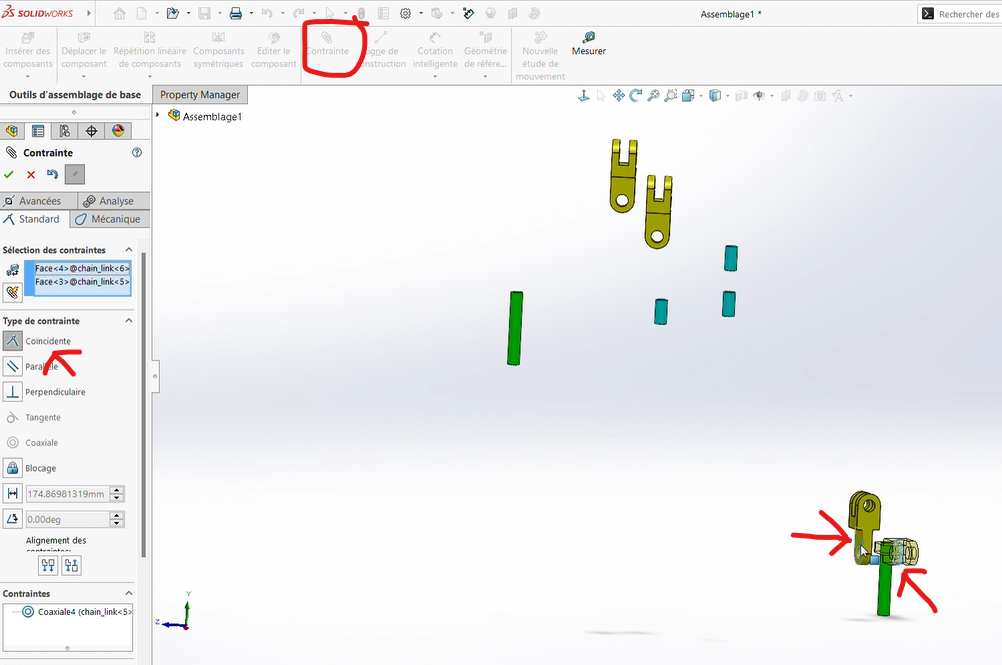 SOLIDWORKS
Assemblage1 *
Rechercher des
Insérer des composants
Déplacer le composant
Répétition linéaire de composants
Composants symétriques
Editer le composant
Contrainte
Cotation intelligente
Géométrie de référe...
Nouvelle étude de mouvement
Mesurer
Outils d'assemblage de base
Property Manager
Assemblage1
Contrainte
Avancées
Analyse
Standard
Mécanique
Sélection des contraintes
Face<4>@chain_link<6>
Face<3>@chain_link<5>
Type de contrainte
Coïncidente
Parallèle
Perpendiculaire
Tangente
Coaxiale
Blocage
174.86981319mm
0.00deg
Alignement des
contraintes:
Contraintes
Coaxiale4 (chain_link<5>
Y
Z